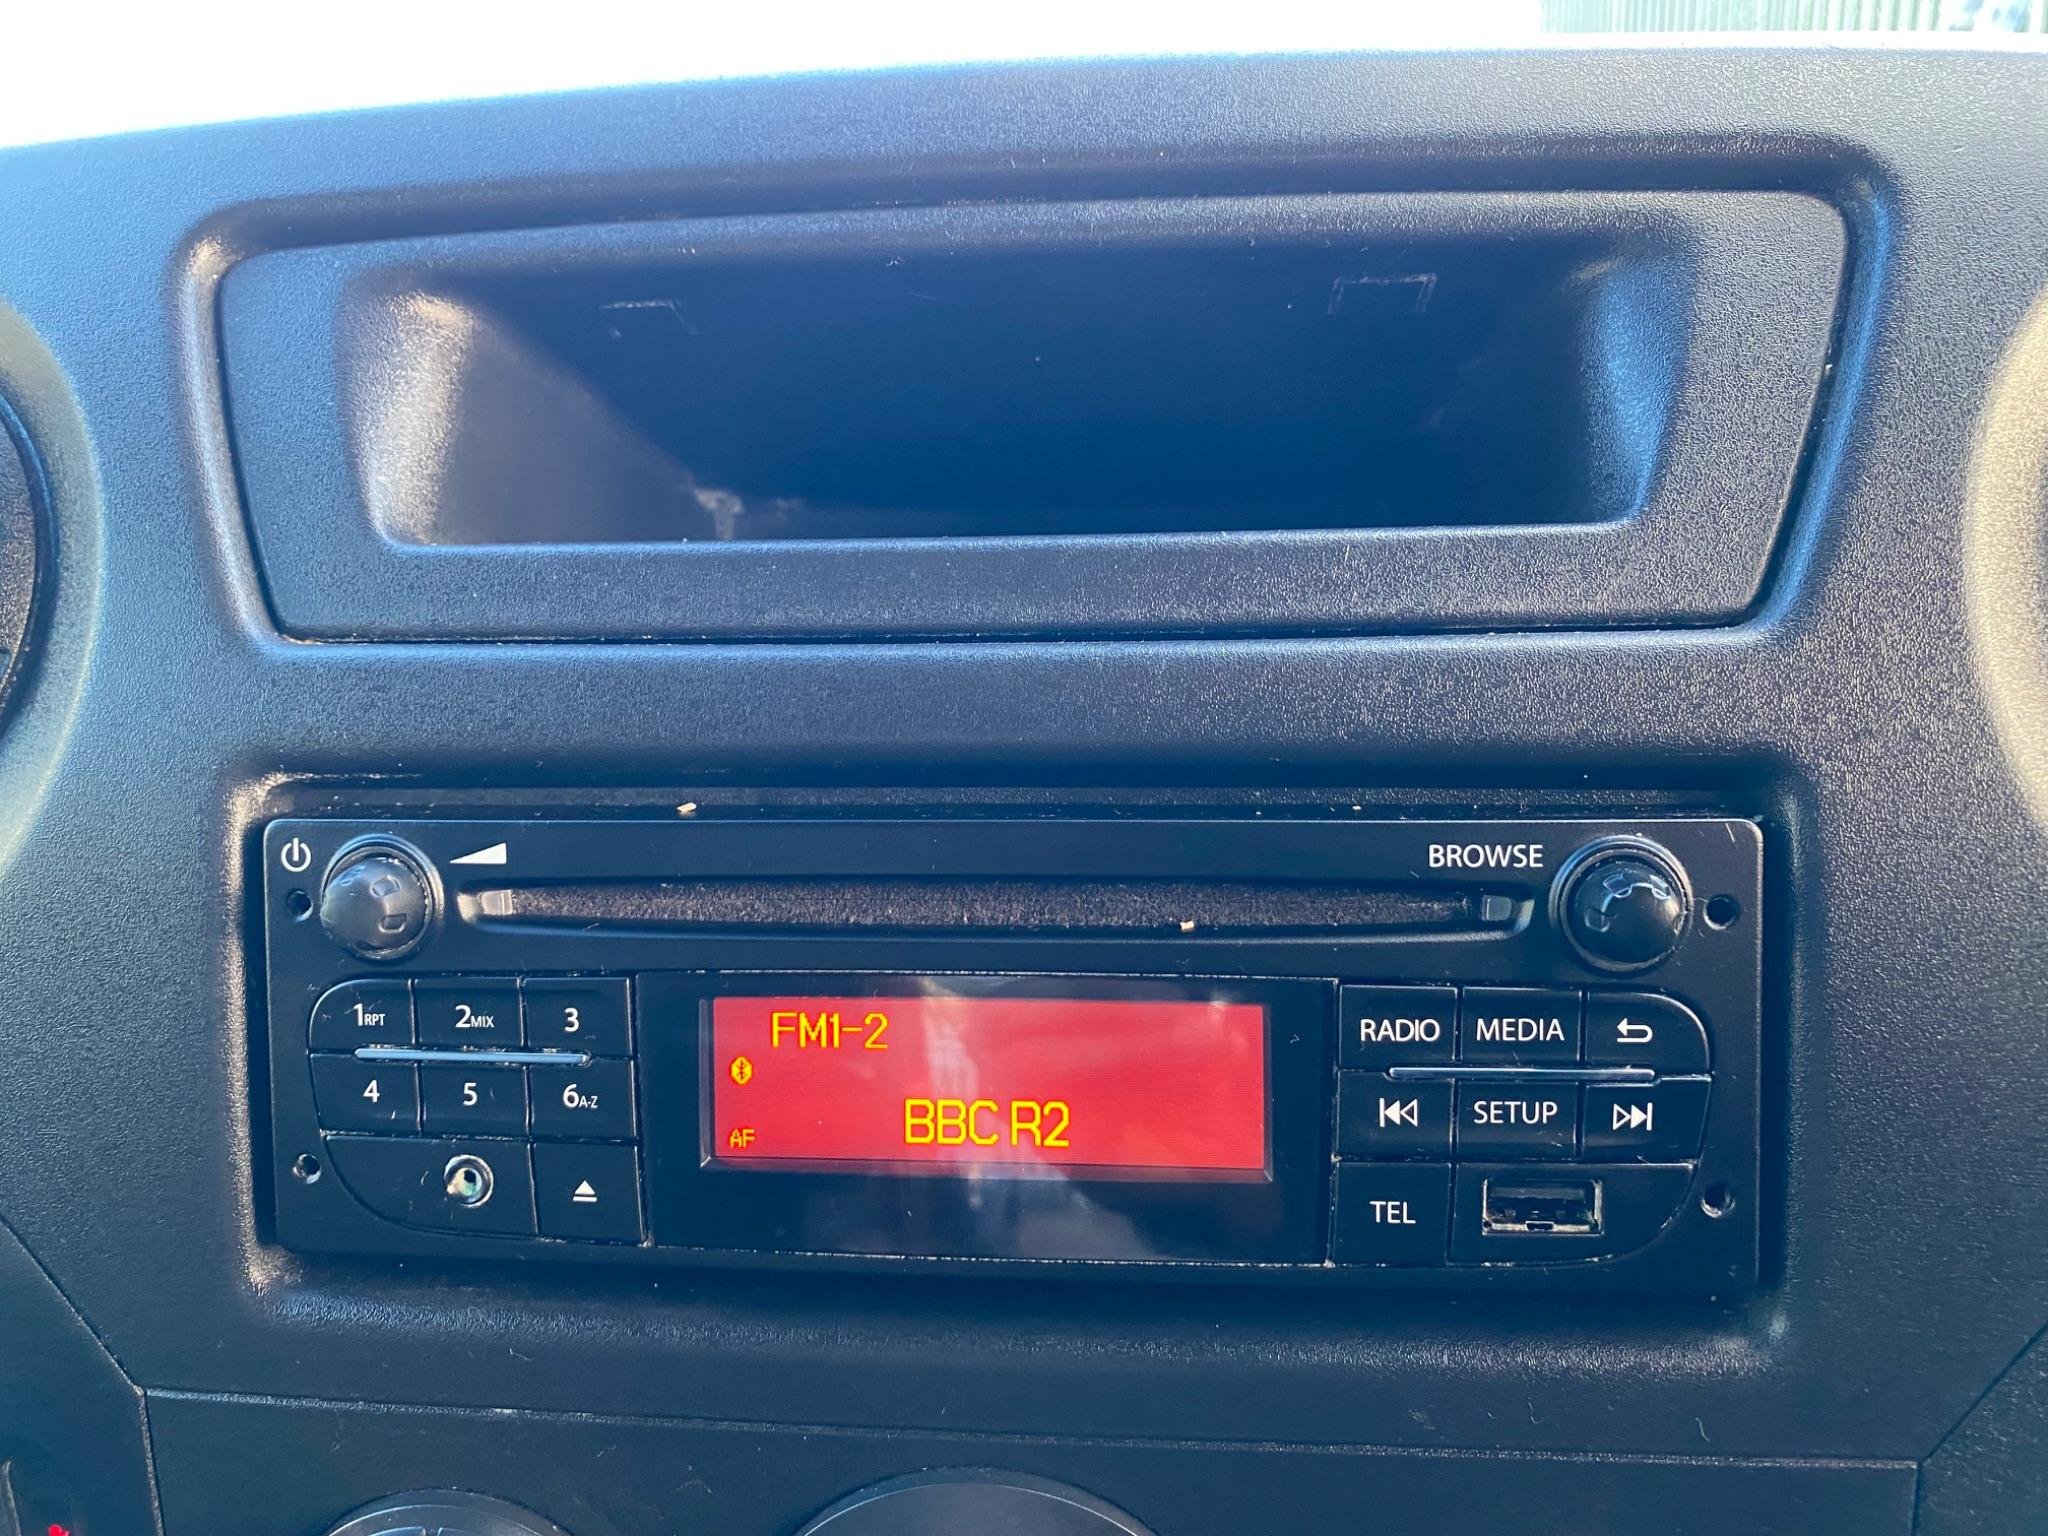 BROWSE
1RPT 2MIX 3
4 5 6A-Z
FM1-2
AF
BBC R2
RADIO MEDIA
SETUP
TEL